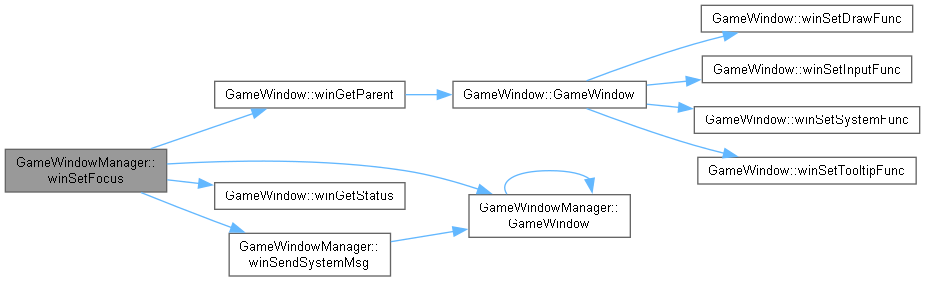 GameWindowManager::
winSetFocus
GameWindow::winGetParent
GameWindow::GameWindow
GameWindow::winSetDrawFunc
GameWindow::winSetInputFunc
GameWindow::winSetSystemFunc
GameWindow::winSetTooltipFunc
GameWindow::winGetStatus
GameWindowManager::
GameWindow
GameWindowManager::
winSendSystemMsg